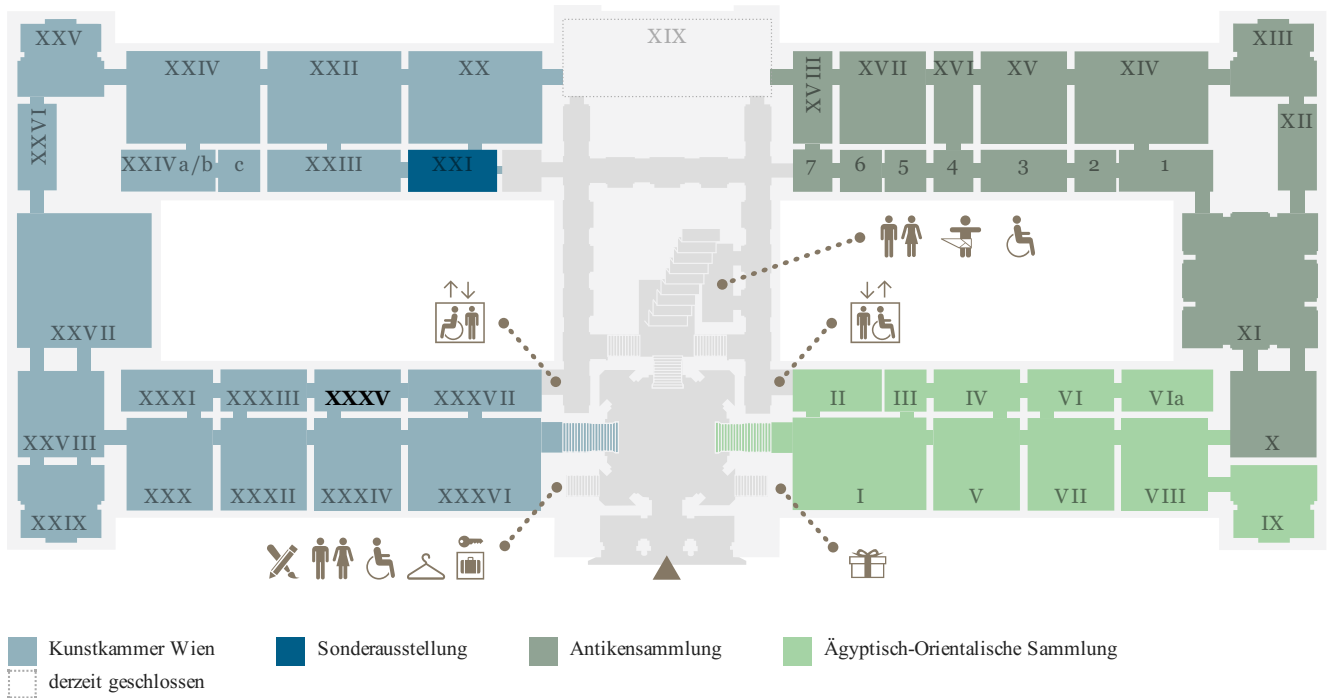 XXV
XXIV
XXII
XX
XIX
XVIII
XVII
XVI
XV
XIV
XIII
XXVI
XII
XXIVa/b
c
XXIII
XXI
7
6
5
4
3
2
1
XXVII
XI
XXXI
XXXIII
XXXV
XXXVII
II
III
IV
VI
VIa
XXVIII
X
XXX
XXXII
XXXIV
XXXVI
I
V
VII
VIII
XXIX
IX
Kunstkammer Wien
Sonderausstellung
Antikensammlung
Ägyptisch-Orientalische Sammlung
derzeit geschlossen